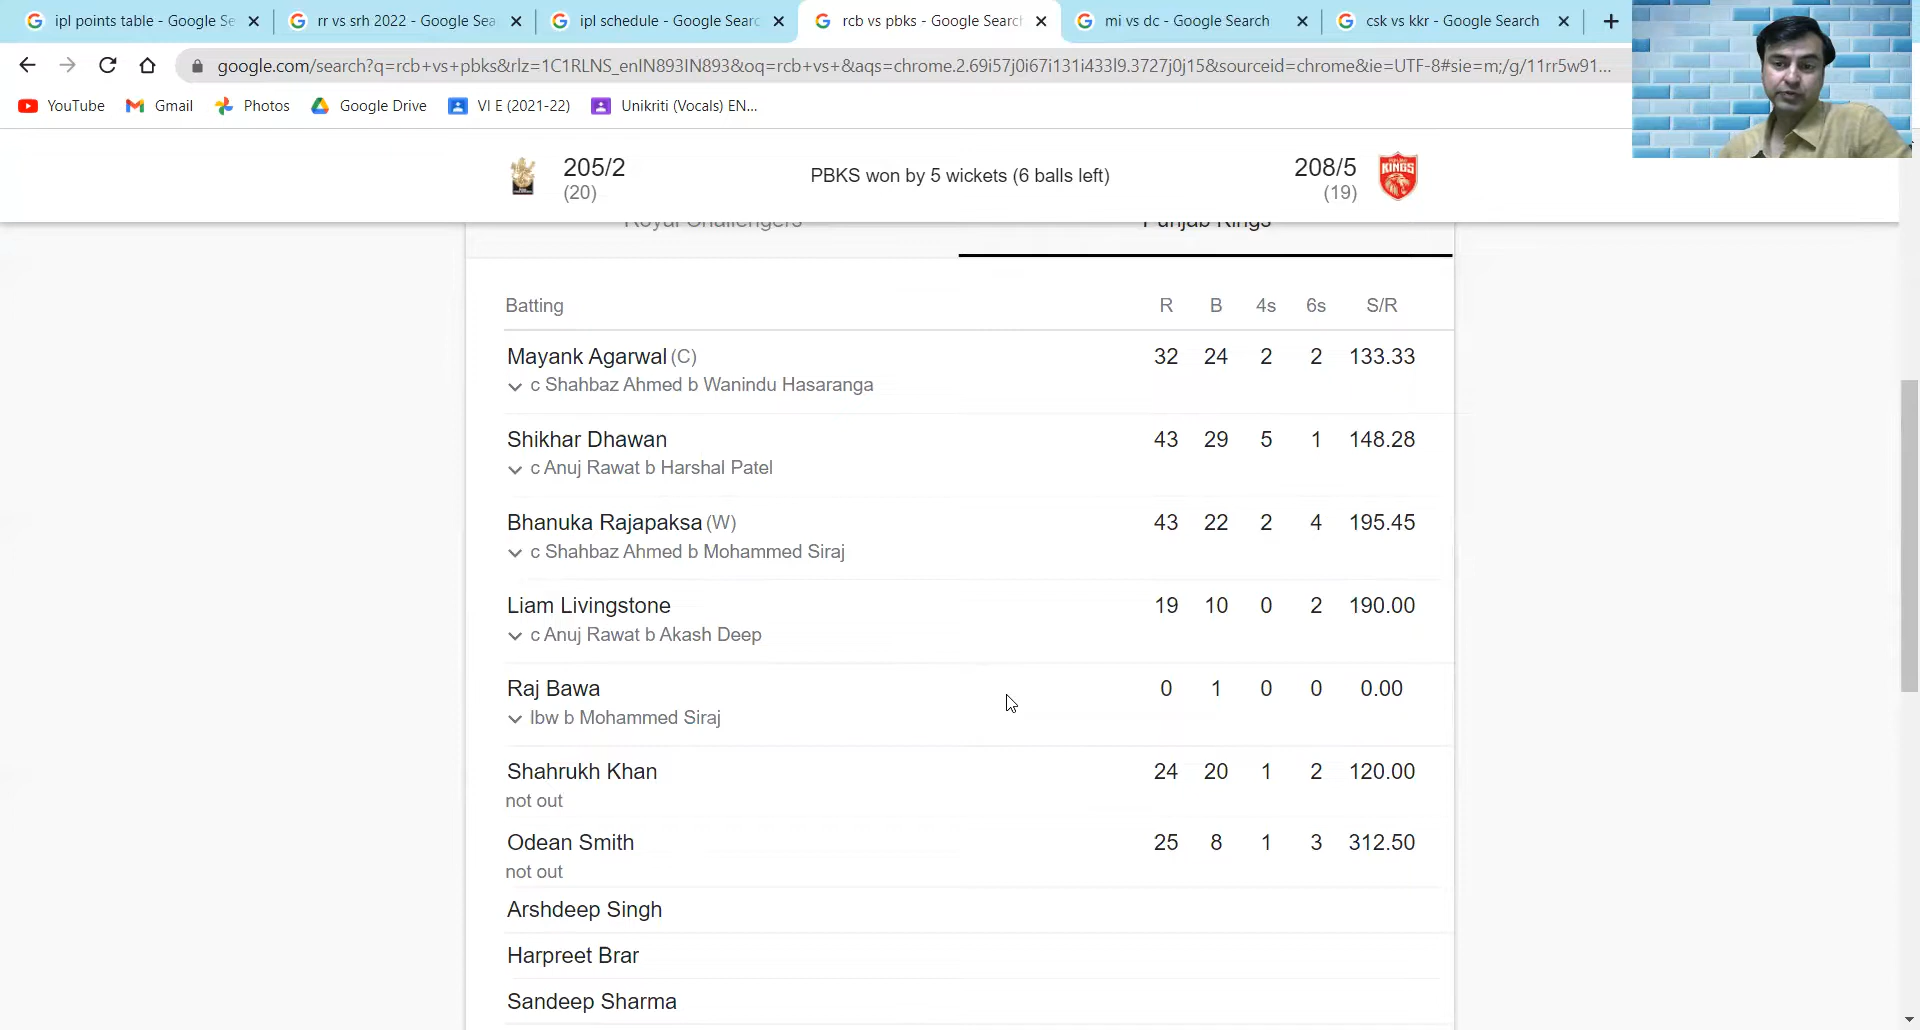 ipl points table - Google Se
rr vs srh 2022 - Google Sea
ipl schedule - Google Searc
rcb vs pbks - Google Search
mi vs dc - Google Search
csk vs kkr - Google Search
google.com/search?q=rcb+vs+pbks&rlz=1C1RLNS_enIN893IN893&oq=rcb+vs+&aqs=chrome.2.69i57j0i67i131i433l9.3727j0j15&sourceid=chrome&ie=UTF-8#sie=m;/g/11rr5w91...
YouTube
Gmail
Photos
Google Drive
VI E (2021-22)
Unikriti (Vocals) EN...
205/2
(20)
PBKS won by 5 wickets (6 balls left)
208/5
(19)
KINGS
Royal Challengers
Punjab Kings
Batting R B 4s 6s S/R
Mayank Agarwal (C) 32 24 2 2 133.33
c Shahbaz Ahmed b Wanindu Hasaranga
Shikhar Dhawan 43 29 5 1 148.28
c Anuj Rawat b Harshal Patel
Bhanuka Rajapaksa (W) 43 22 2 4 195.45
c Shahbaz Ahmed b Mohammed Siraj
Liam Livingstone 19 10 0 2 190.00
c Anuj Rawat b Akash Deep
Raj Bawa 0 1 0 0 0.00
lbw b Mohammed Siraj
Shahrukh Khan 24 20 1 2 120.00
not out
Odean Smith 25 8 1 3 312.50
not out
Arshdeep Singh
Harpreet Brar
Sandeep Sharma